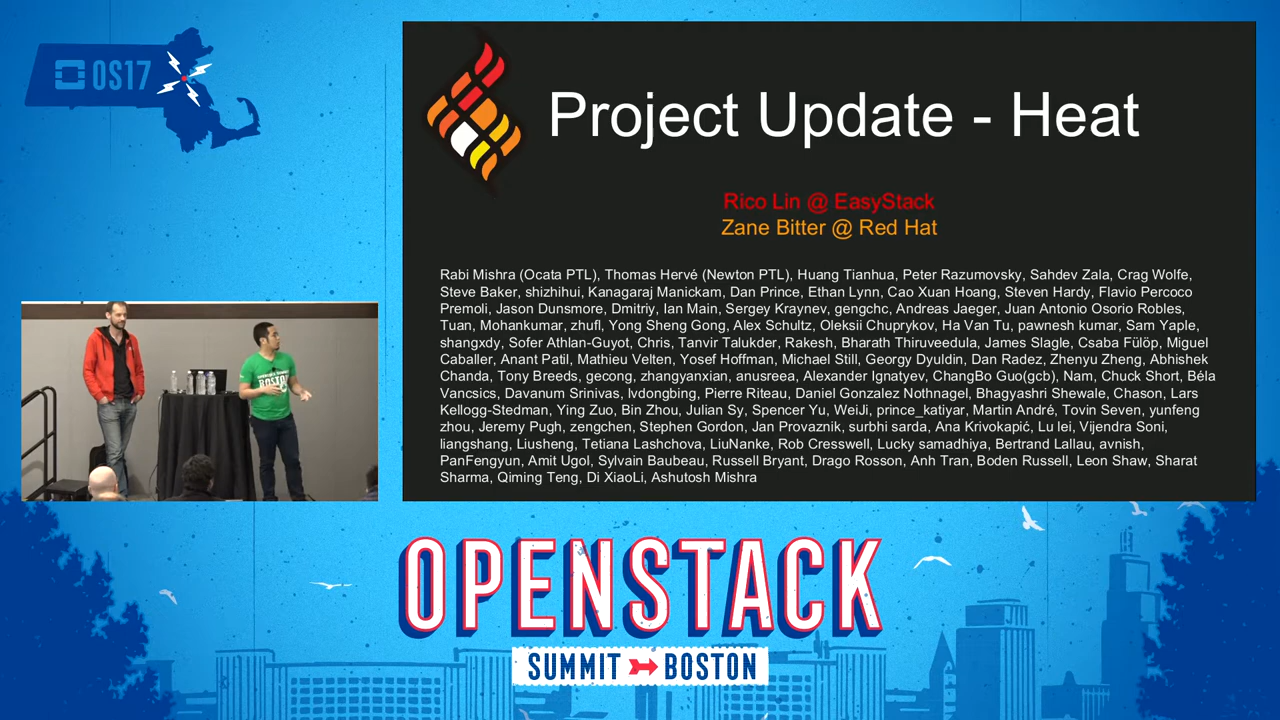 OS17
Project Update - Heat
Rico Lin @ EasyStack
Zane Bitter @ Red Hat
Rabi Mishra (Ocata PTL), Thomas Hervé (Newton PTL), Huang Tianhua, Peter Razumovsky, Sahdev Zala, Crag Wolfe,
Steve Baker, shizhihui, Kanagaraj Manickam, Dan Prince, Ethan Lynn, Cao Xuan Hoang, Steven Hardy, Flavio Percoco
Premoli, Jason Dunsmore, Dmitriy, Ian Main, Sergey Kraynev, gengchc, Andreas Jaeger, Juan Antonio Osorio Robles,
Tuan, Mohankumar, zhufl, Yong Sheng Gong, Alex Schultz, Oleksii Chuprykov, Ha Van Tu, pawnesh kumar, Sam Yaple,
shangxdy, Sofer Athlan-Guyot, Chris, Tanvir Talukder, Rakesh, Bharath Thiruveedula, James Slagle, Csaba Fülöp, Miguel
Caballer, Anant Patil, Mathieu Velten, Yosef Hoffman, Michael Still, Georgy Dyuldin, Dan Radez, Zhenyu Zheng, Abhishek
Chanda, Tony Breeds, gecong, zhangyanxian, anusreea, Alexander Ignatyev, ChangBo Guo(gcb), Nam, Chuck Short, Béla
Vancsics, Davanum Srinivas, lvdongbing, Pierre Riteau, Daniel Gonzalez Nothnagel, Bhagyashri Shewale, Chason, Lars
Kellogg-Stedman, Ying Zuo, Bin Zhou, Julian Sy, Spencer Yu, WeiJi, prince_katiyar, Martin André, Tovin Seven, yunfeng
zhou, Jeremy Pugh, zengchen, Stephen Gordon, Jan Provaznik, surbhi sarda, Ana Krivokapić, Lu lei, Vijendra Soni,
liangshang, Liusheng, Tetiana Lashchova, LiuNanke, Rob Cresswell, Lucky samadhiya, Bertrand Lallau, avnish,
PanFengyun, Amit Ugol, Sylvain Baubeau, Russell Bryant, Drago Rosson, Anh Tran, Boden Russell, Leon Shaw, Sharat
Sharma, Qiming Teng, Di XiaoLi, Ashutosh Mishra
BOSTON
OPENSTACK
SUMMIT BOSTON